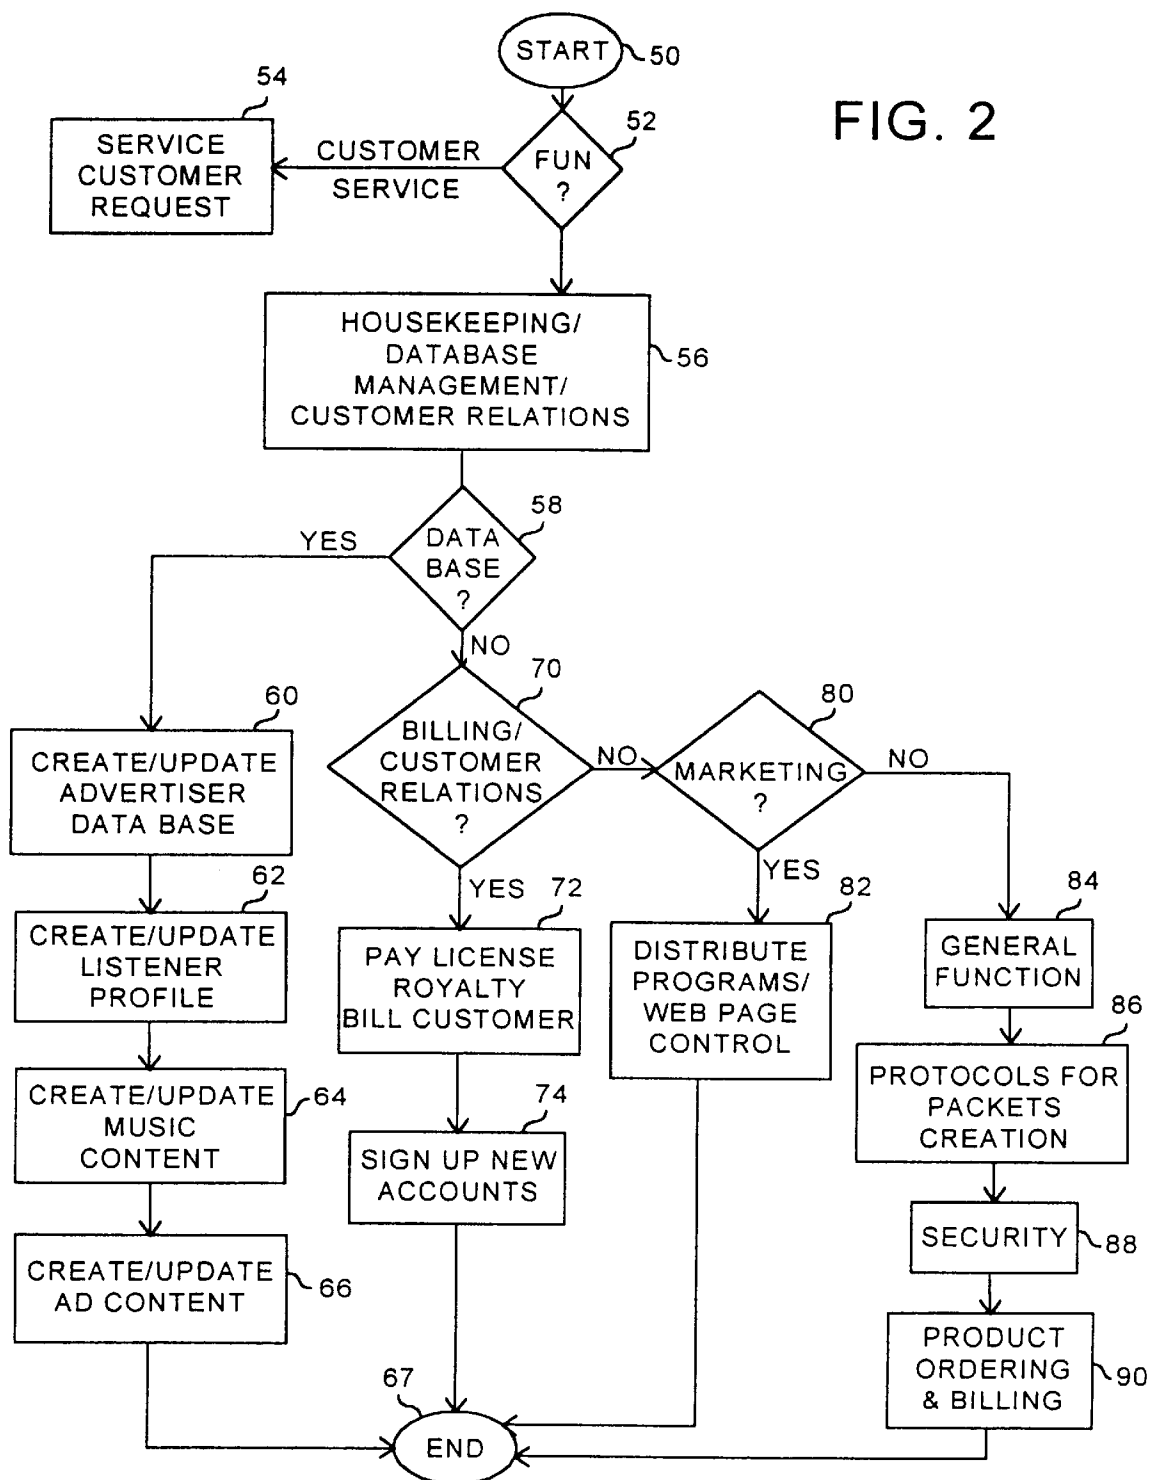 START
50
FIG. 2
54
SERVICE
CUSTOMER
REQUEST
CUSTOMER
SERVICE
52
FUN
?
HOUSEKEEPING/
DATABASE
MANAGEMENT/
CUSTOMER RELATIONS
56
58
DATA
BASE
?
YES
NO
60
CREATE/UPDATE
ADVERTISER
DATA BASE
70
BILLING/
CUSTOMER
RELATIONS
?
NO
80
MARKETING
?
NO
YES
YES
62
CREATE/UPDATE
LISTENER
PROFILE
72
PAY LICENSE
ROYALTY
BILL CUSTOMER
82
DISTRIBUTE
PROGRAMS/
WEB PAGE
CONTROL
84
GENERAL
FUNCTION
86
PROTOCOLS FOR
PACKETS
CREATION
CREATE/UPDATE
MUSIC
CONTENT
64
74
SIGN UP NEW
ACCOUNTS
SECURITY
88
CREATE/UPDATE
AD CONTENT
66
PRODUCT
ORDERING
& BILLING
90
67
END